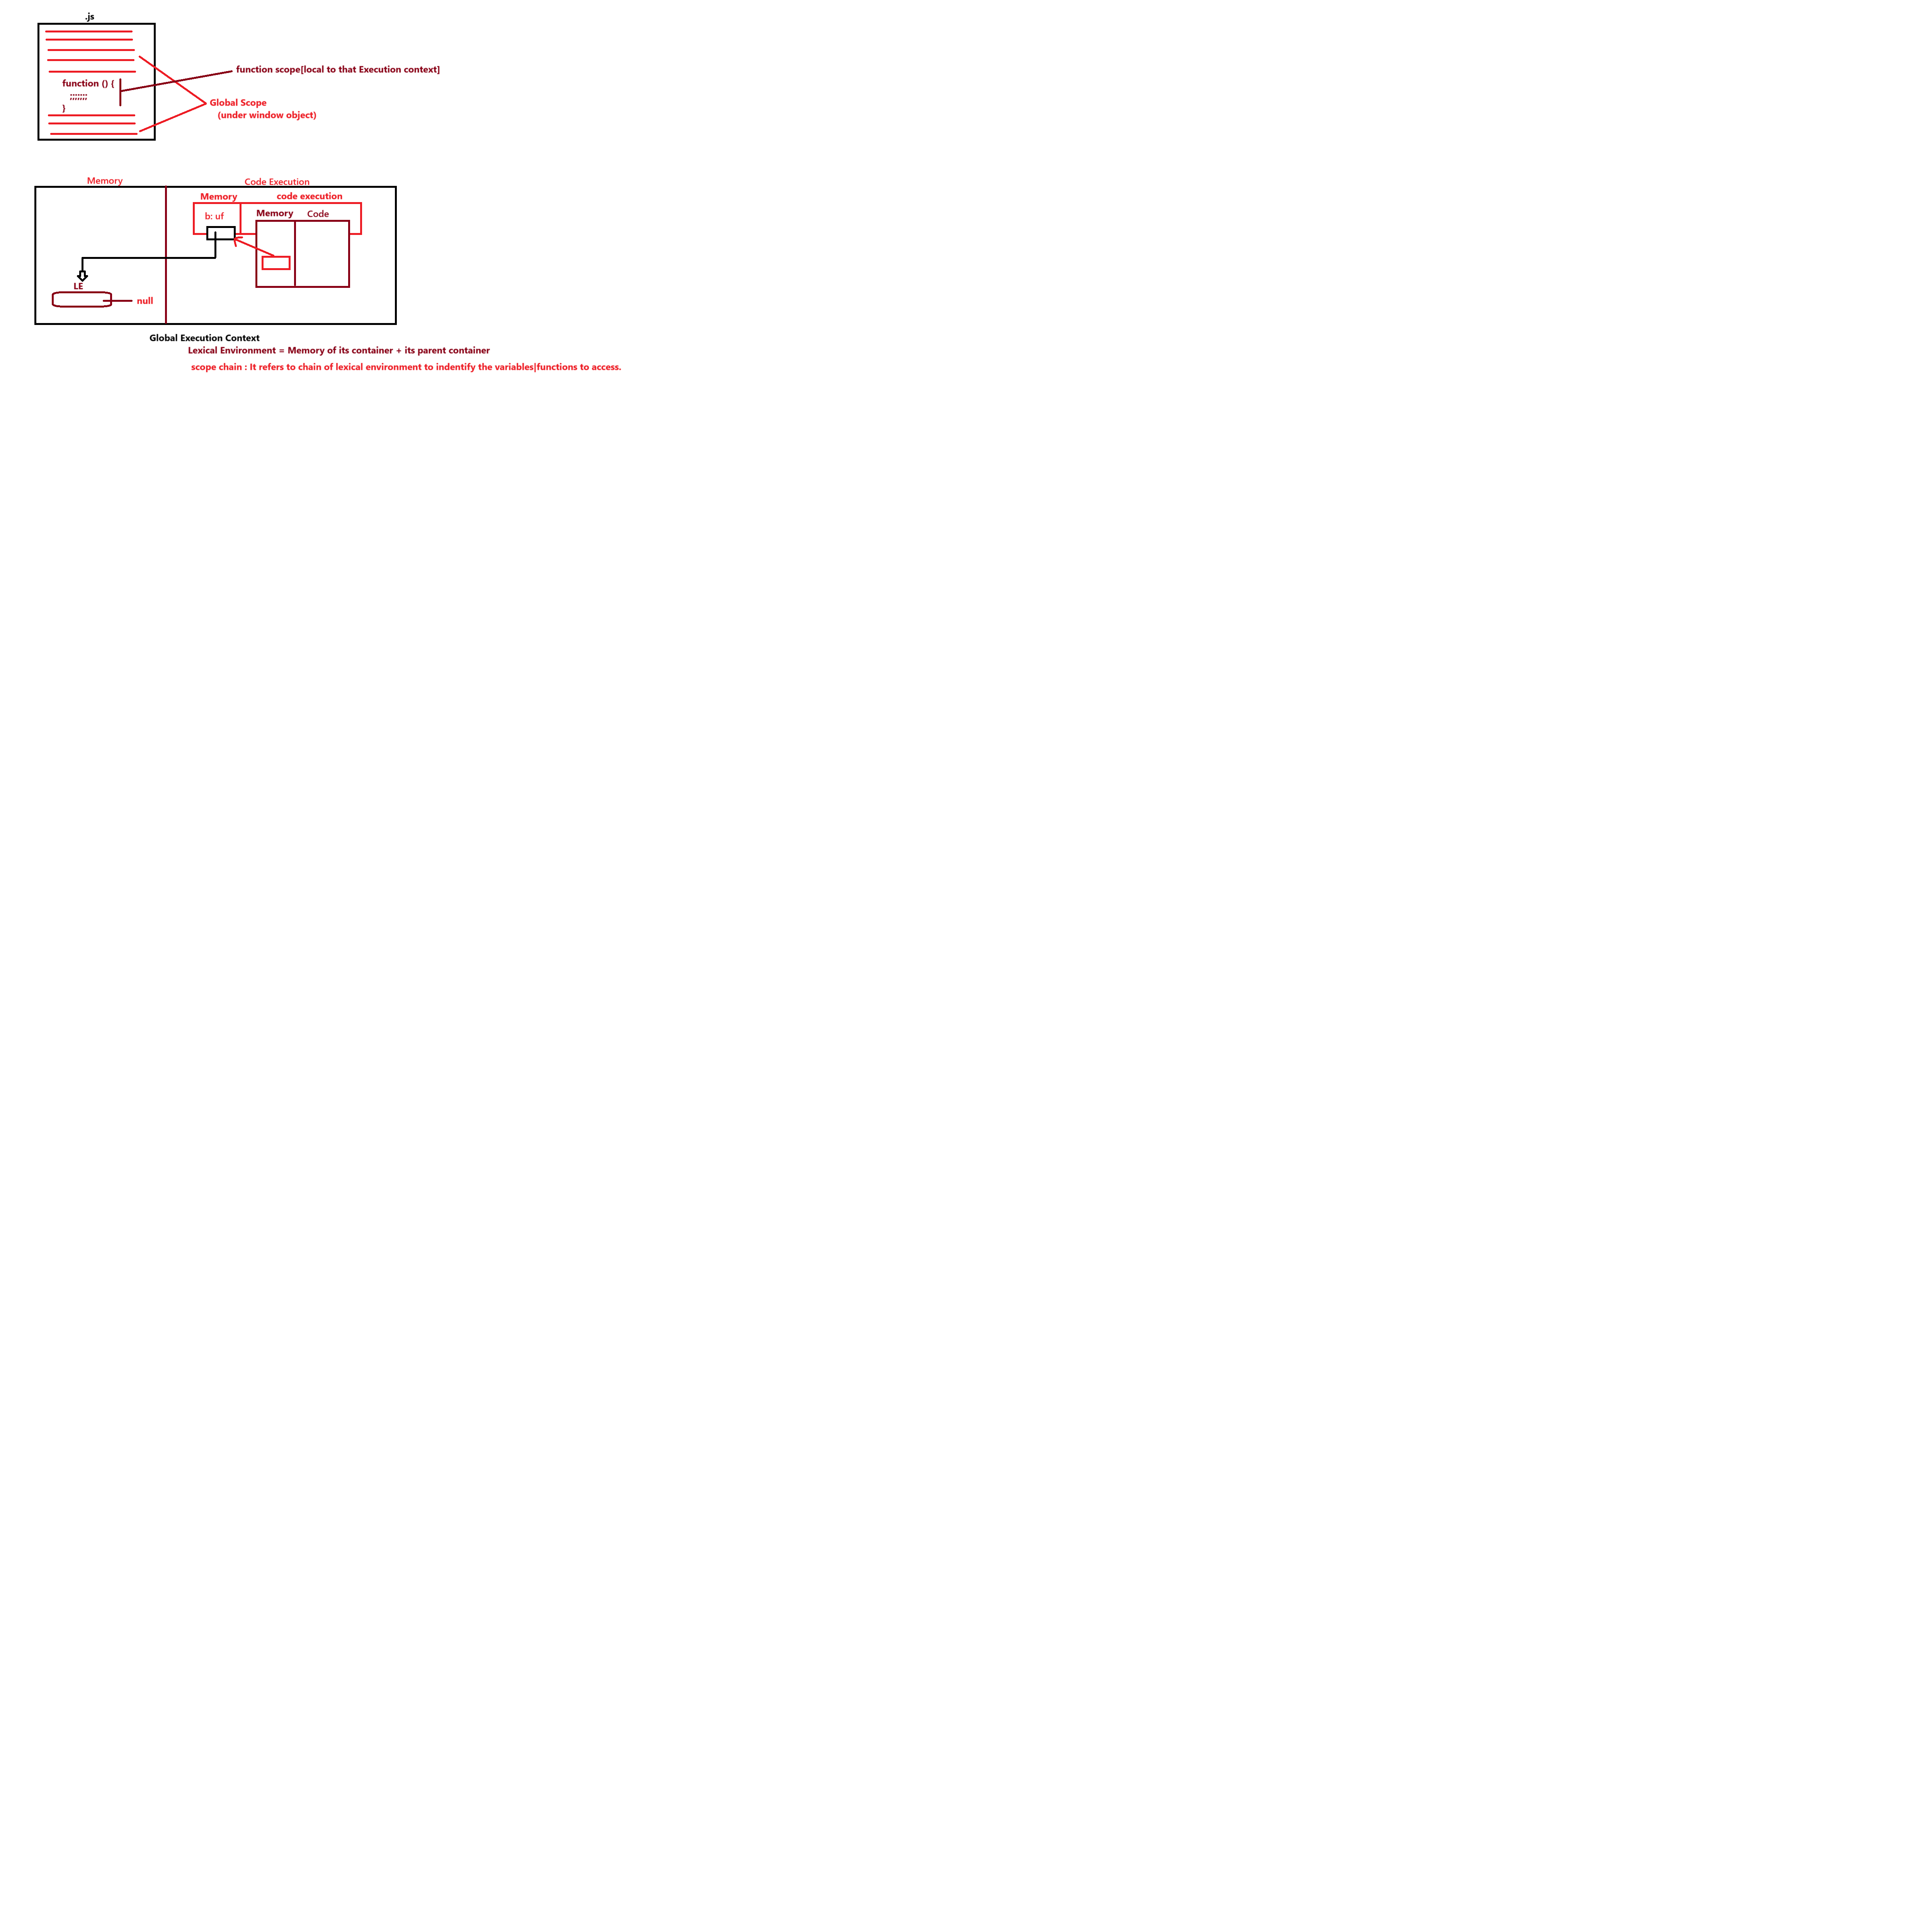 .js
function scope[local to that Execution context]
function () {
;;;;;;;
}
Global Scope
(under window object)
Memory
Code Execution
Memory
code execution
b: uf
Memory
Code
LE
null
Global Execution Context
Lexical Environment = Memory of its container + its parent container
scope chain : It refers to chain of lexical environment to indentify the variables|functions to access.